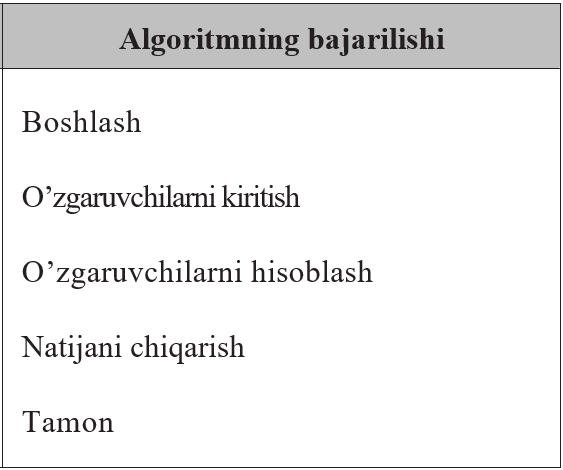 Algoritmning bajarilishi
Boshlash
O’zgaruvchilarni kiritish
O’zgaruvchilarni hisoblash
Natijani chiqarish
Tamon